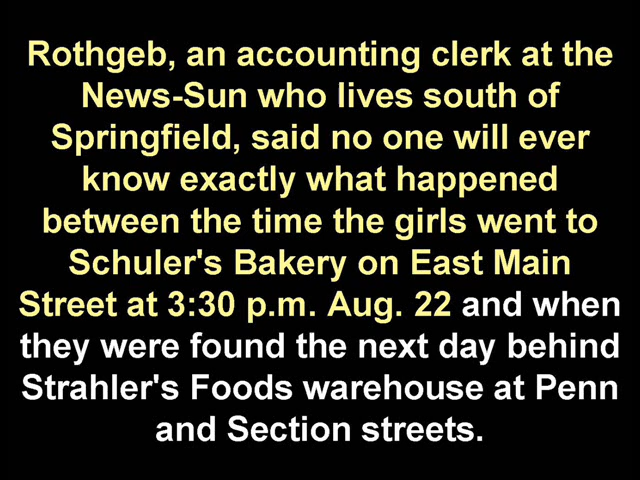 Rothgeb, an accounting clerk at the
News-Sun who lives south of
Springfield, said no one will ever
know exactly what happened
between the time the girls went to
Schuler's Bakery on East Main
Street at 3:30 p.m. Aug. 22 and when
they were found the next day behind
Strahler's Foods warehouse at Penn
and Section streets.